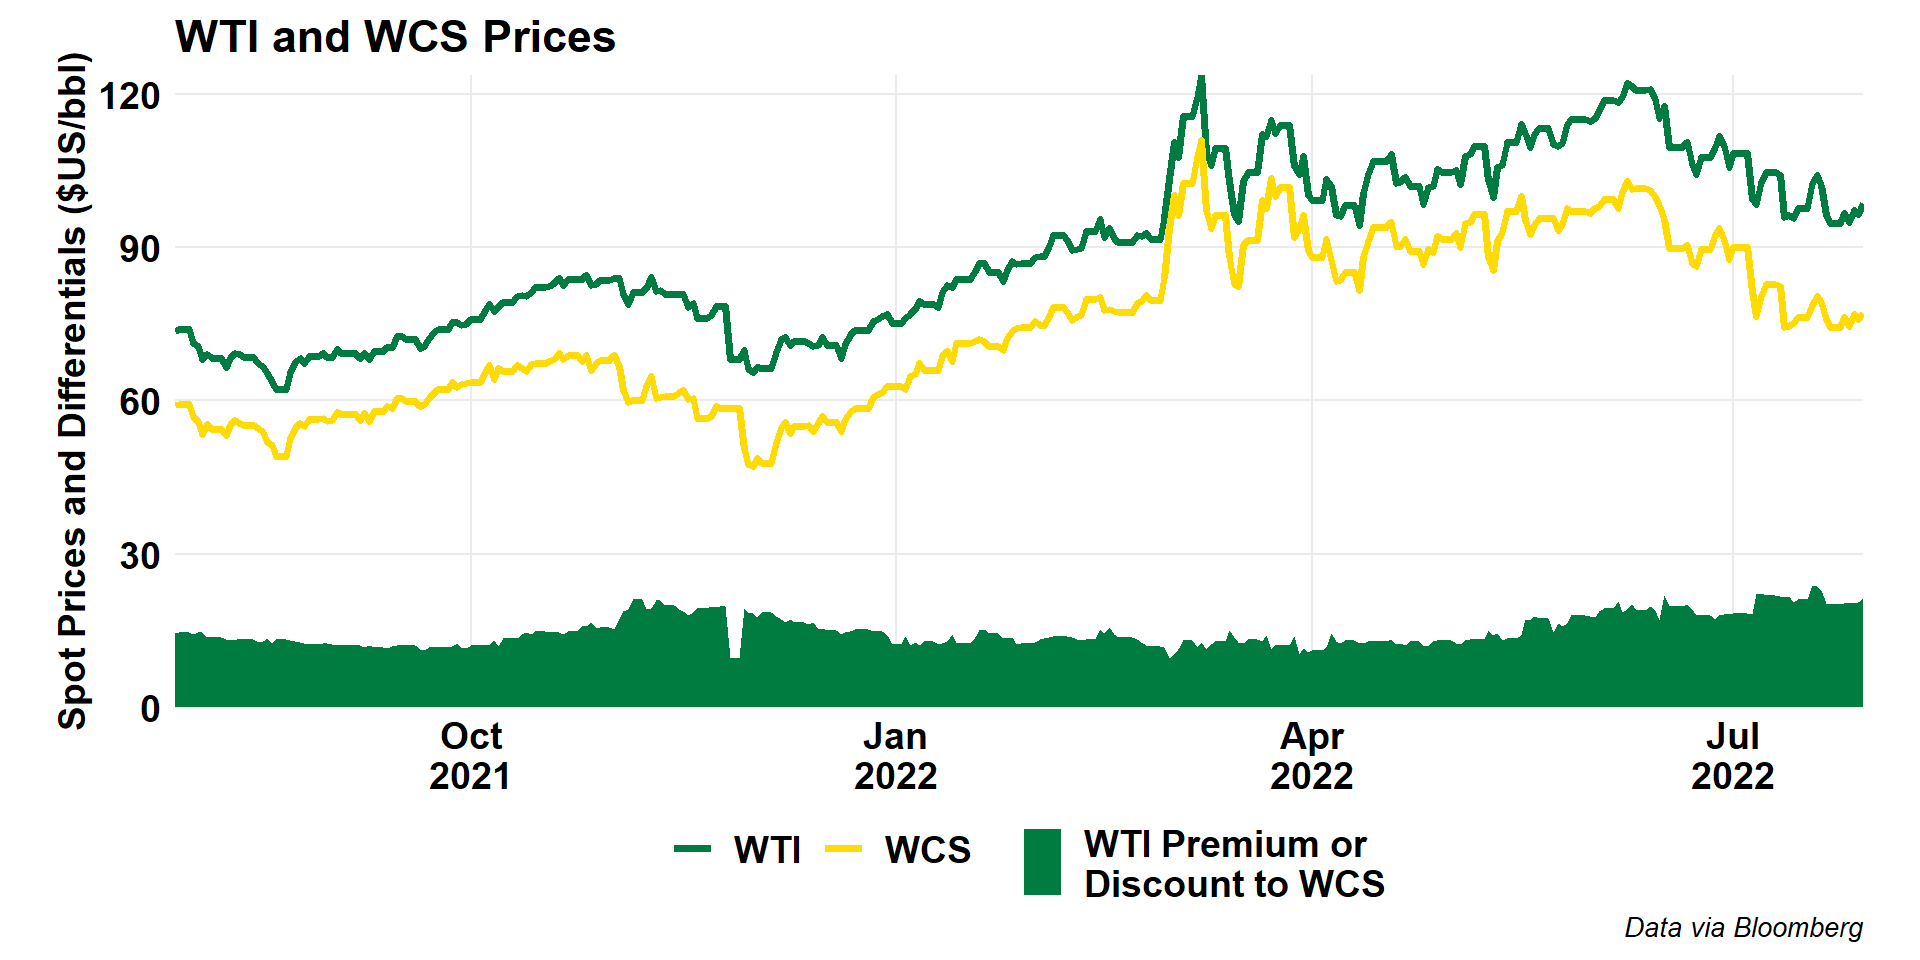 WTI and WCS Prices
Spot Prices and Differentials ($US/bbl)
120
90
60
30
0
Oct
2021
Jan
2022
Apr
2022
Jul
2022
WTI
WCS
WTI Premium or
Discount to WCS
Data via Bloomberg